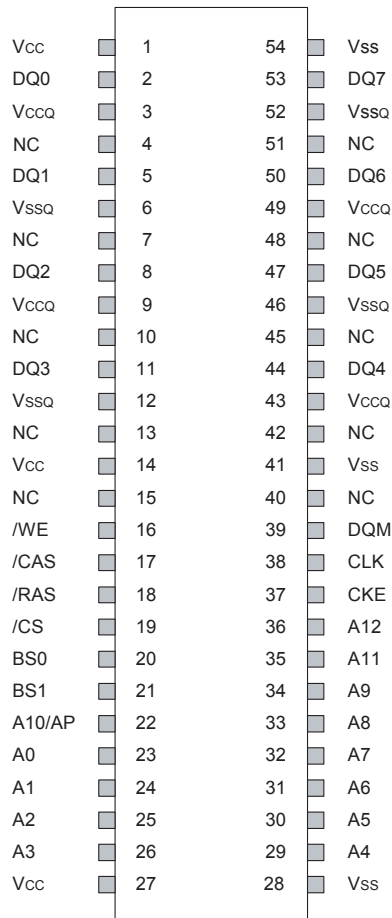 Vcc 1 54 Vss
DQ0 2 53 DQ7
VccQ 3 52 VssQ
NC 4 51 NC
DQ1 5 50 DQ6
VssQ 6 49 VccQ
NC 7 48 NC
DQ2 8 47 DQ5
VccQ 9 46 VssQ
NC 10 45 NC
DQ3 11 44 DQ4
VssQ 12 43 VccQ
NC 13 42 NC
Vcc 14 41 Vss
NC 15 40 NC
/WE 16 39 DQM
/CAS 17 38 CLK
/RAS 18 37 CKE
/CS 19 36 A12
BS0 20 35 A11
BS1 21 34 A9
A10/AP 22 33 A8
A0 23 32 A7
A1 24 31 A6
A2 25 30 A5
A3 26 29 A4
Vcc 27 28 Vss